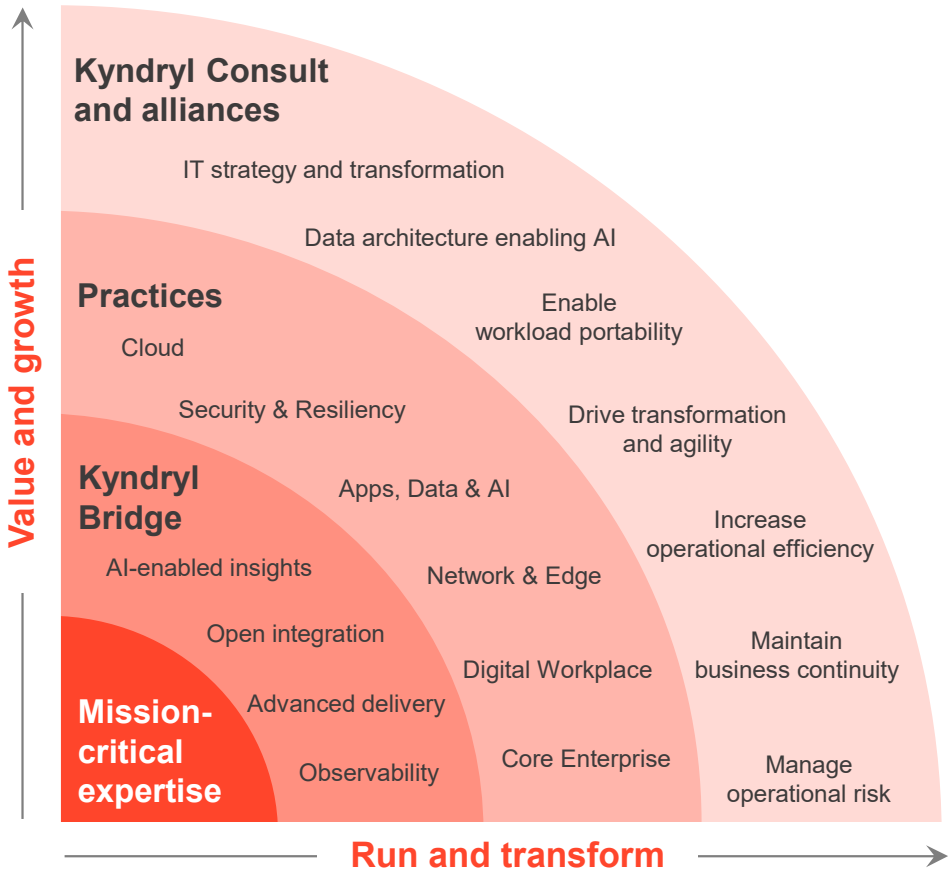 Kyndryl Consult
and alliances
IT strategy and transformation
Data architecture enabling AI
Enable
workload portability
Drive transformation
and agility
Increase
operational efficiency
Maintain
business continuity
Manage
operational risk
Practices
Cloud
Security & Resiliency
Apps, Data & AI
Network & Edge
Digital Workplace
Core Enterprise
Kyndryl
Bridge
AI-enabled insights
Open integration
Advanced delivery
Observability
Mission-
critical
expertise
Value and growth
Run and transform